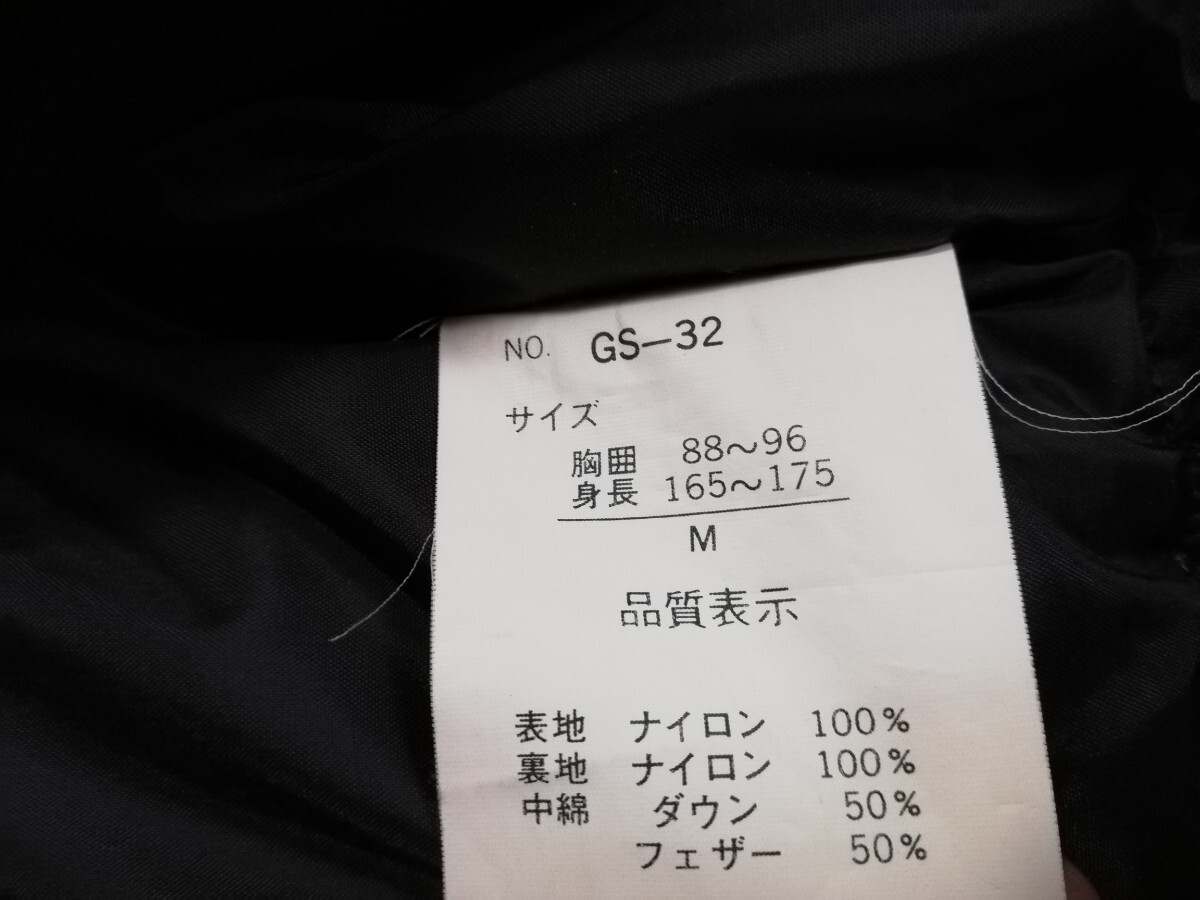 NO. GS-32
サイズ
胸囲 88~96
身長 165~175
M
品質表示
表地 ナイロン 100%
裏地 ナイロン 100%
中綿 ダウン 50%
フェザー 50%